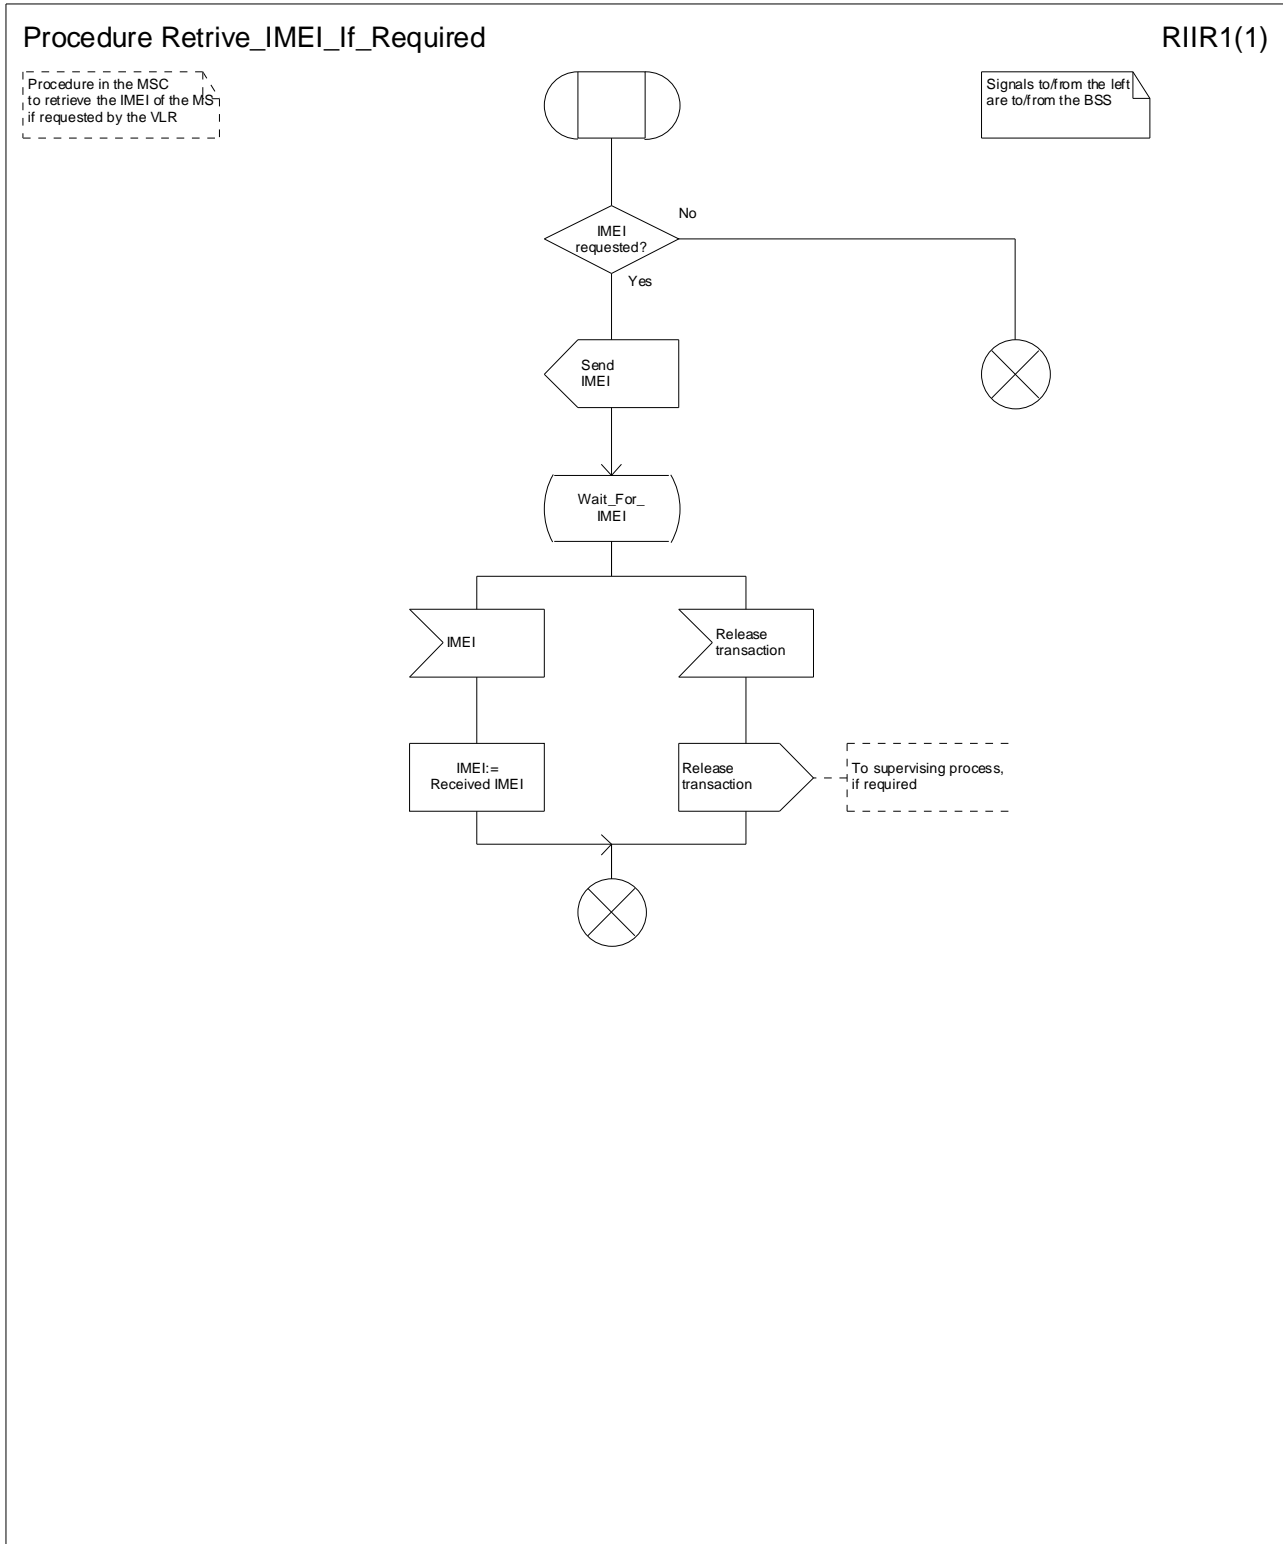 Procedure Retrive_IMEI_If_Required
RIIR1(1)
Procedure in the MSC
to retrieve the IMEI of the MS
if requested by the VLR
Signals to/from the left
are to/from the BSS
No
IMEI
requested?
Yes
Send
IMEI
Wait_For_
IMEI
IMEI
Release
transaction
IMEI:=
Received IMEI
Release
transaction
To supervising process,
if required